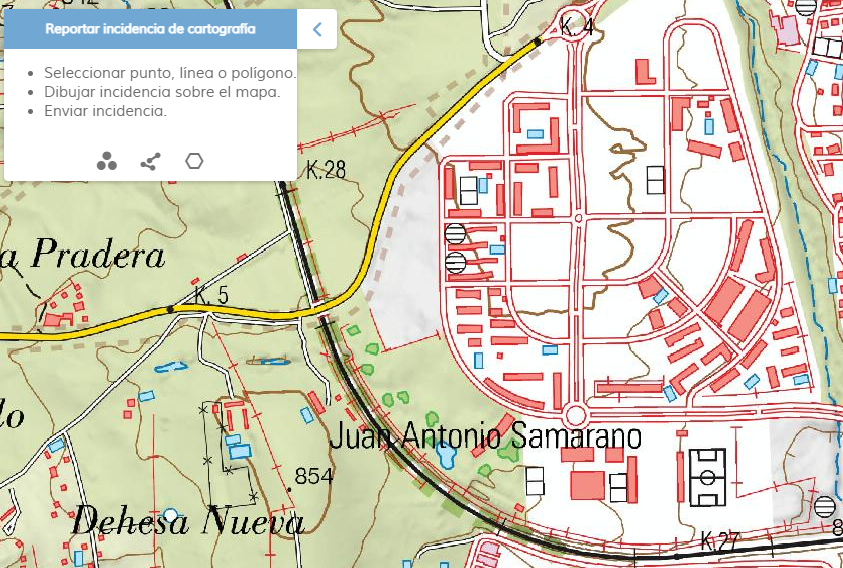 Reportar incidencia de cartografía
Seleccionar punto, línea o polígono.
Dibujar incidencia sobre el mapa.
Enviar incidencia.
K. 4
K.28
a Pradera
K. 5
lo
Juan Antonio Samarano
854
Dehesa Nueva
K.27
8